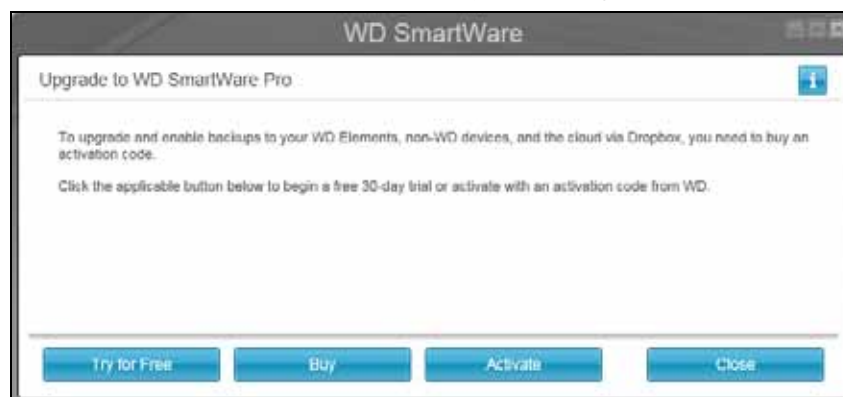 WD SmartWare
Upgrade to WD SmartWare Pro
To upgrade and enable backups to your WD Elements, non-WD devices, and the cloud via Dropbox, you need to buy an
activation code.
Click the applicable button below to begin a free 30-day trial or activate with an activation code from WD.
Try for Free Buy Activate Close